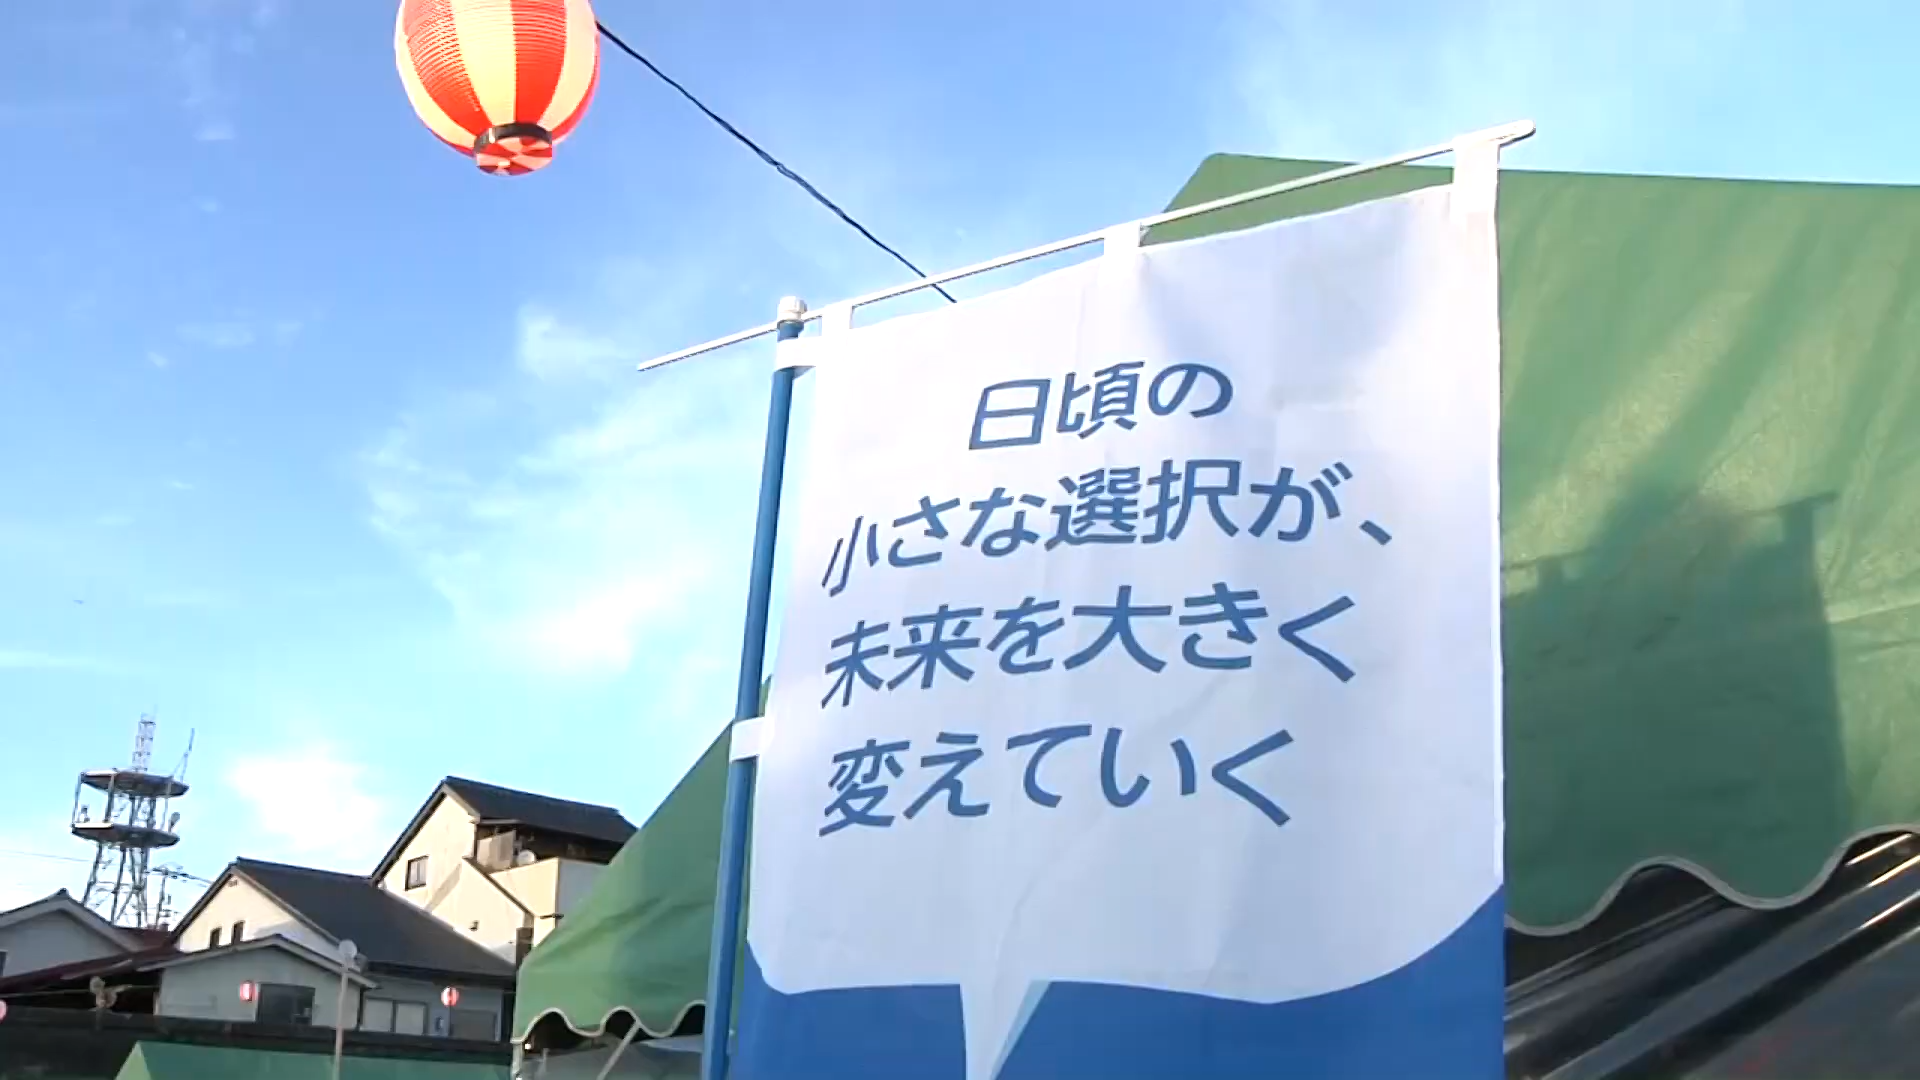 日頃の
小さな選択が、
未来を大きく
変えていく